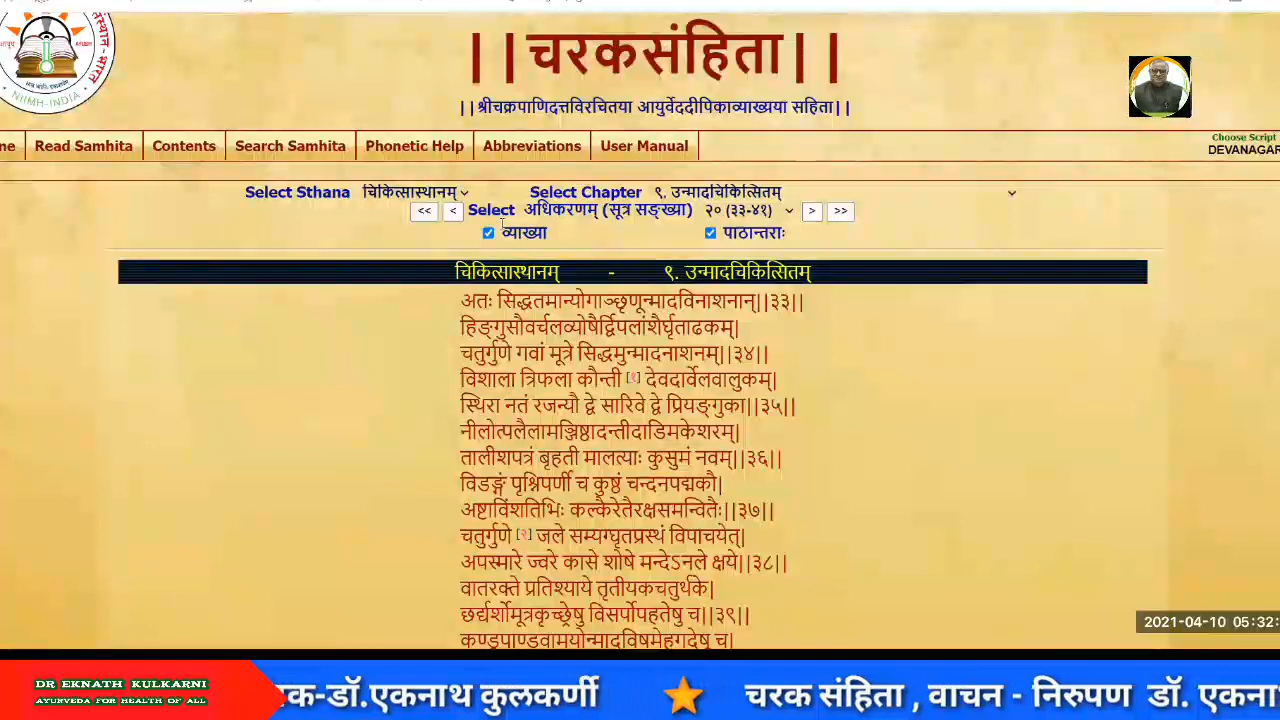 ||चरकसंहिता||
||श्रीचक्रपाणिदत्तविरचितया आयुर्वेददीपिकाव्याख्यया सहिता||
NIIMH-INDIA
ne Read Samhita Contents Search Samhita Phonetic Help Abbreviations User Manual
Choose Script
DEVANAGAR
Select Sthana चिकित्सास्थानम् Select Chapter ९. उन्मादचिकित्सितम्
<< < Select अधिकरणम् (सूत्र सङ्ख्या) २० (३३-४१) > >>
व्याख्या पाठान्तराः
चिकित्सास्थानम् - ९. उन्मादचिकित्सितम्
अतः सिद्धतमान्योगाञ्छृणून्मादविनाशनान्||३३||
हिङ्गुसौवर्चलव्योषैर्द्विपलांशैर्घृताढकम्|
चतुर्गुणे गवां मूत्रे सिद्धमुन्मादनाशनम्||३४||
विशाला त्रिफला कौन्ती [१] देवदार्वेलवालुकम्|
स्थिरा नतं रजन्यौ द्वे सारिवे द्वे प्रियङ्गुका||३५||
नीलोत्पलैलामञ्जिष्ठादन्तीदाडिमकेशरम्|
तालीशपत्रं बृहती मालत्याः कुसुमं नवम्||३६||
विडङ्गं पृश्निपर्णी च कुष्ठं चन्दनपद्मकौ|
अष्टाविंशतिभिः कल्कैरेतैरक्षसमन्वितैः||३७||
चतुर्गुणे [२] जले सम्यग्घृतप्रस्थं विपाचयेत्|
अपस्मारे ज्वरे कासे शोषे मन्देऽनले क्षये||३८||
वातरक्ते प्रतिश्याये तृतीयकचतुर्थके|
छर्द्यर्शोमूत्रकृच्छ्रेषु विसर्पोपहतेषु च||३९||
कण्डूपाण्ड्वामयोन्मादविषमेहगदेषु च|
2021-04-10 05:32:
DR EKNATH KULKARNI
AYURVEDA FOR HEALTH OF ALL
रक-डॉ.एकनाथ कुलकर्णी चरक संहिता , वाचन - निरुपण डॉ. एकना